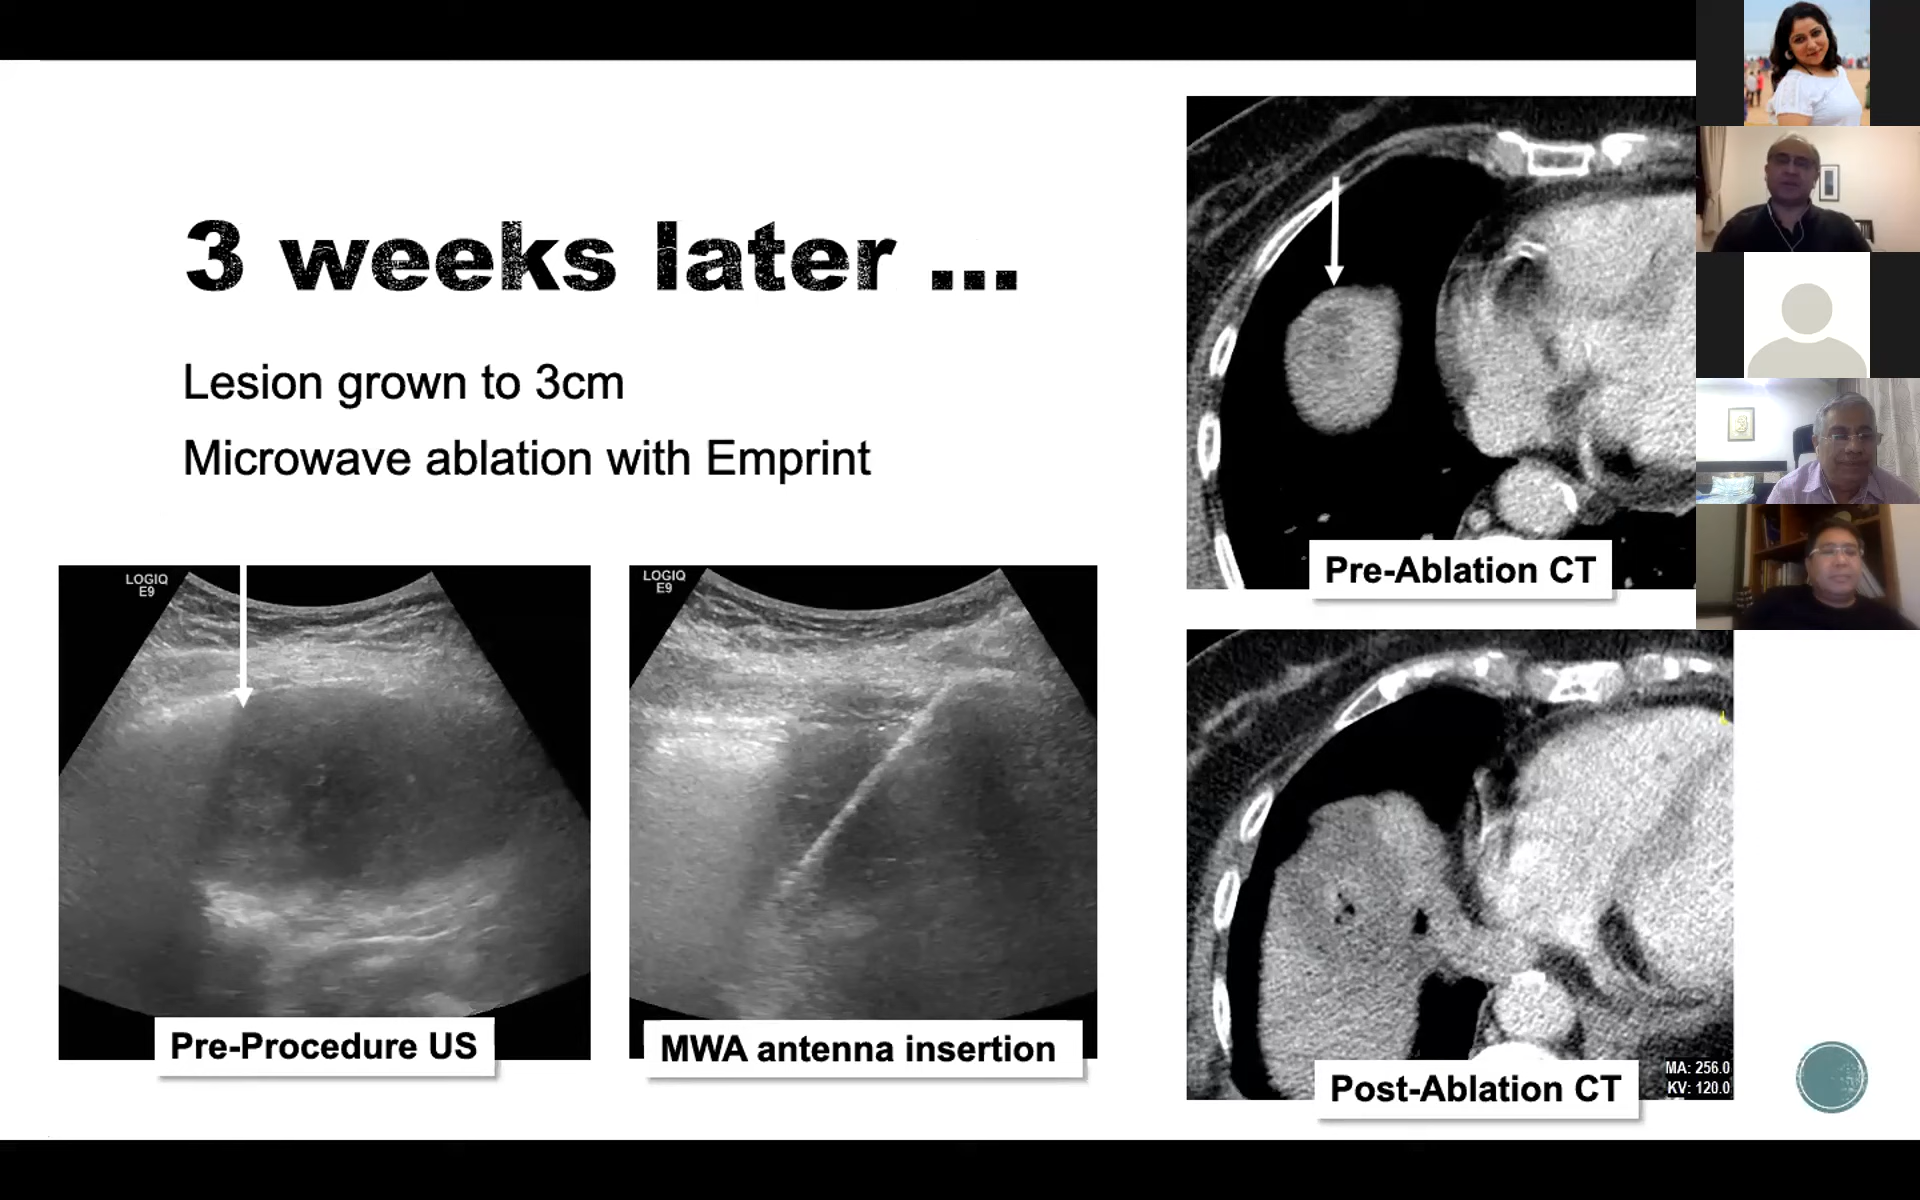 3 weeks later ...
Lesion grown to 3cm
Microwave ablation with Emprint
LOGIQ
E9
Pre-Procedure US
LOGIQ
E9
MWA antenna insertion
Pre-Ablation CT
MA: 256.0
KV: 120.0
Post-Ablation CT